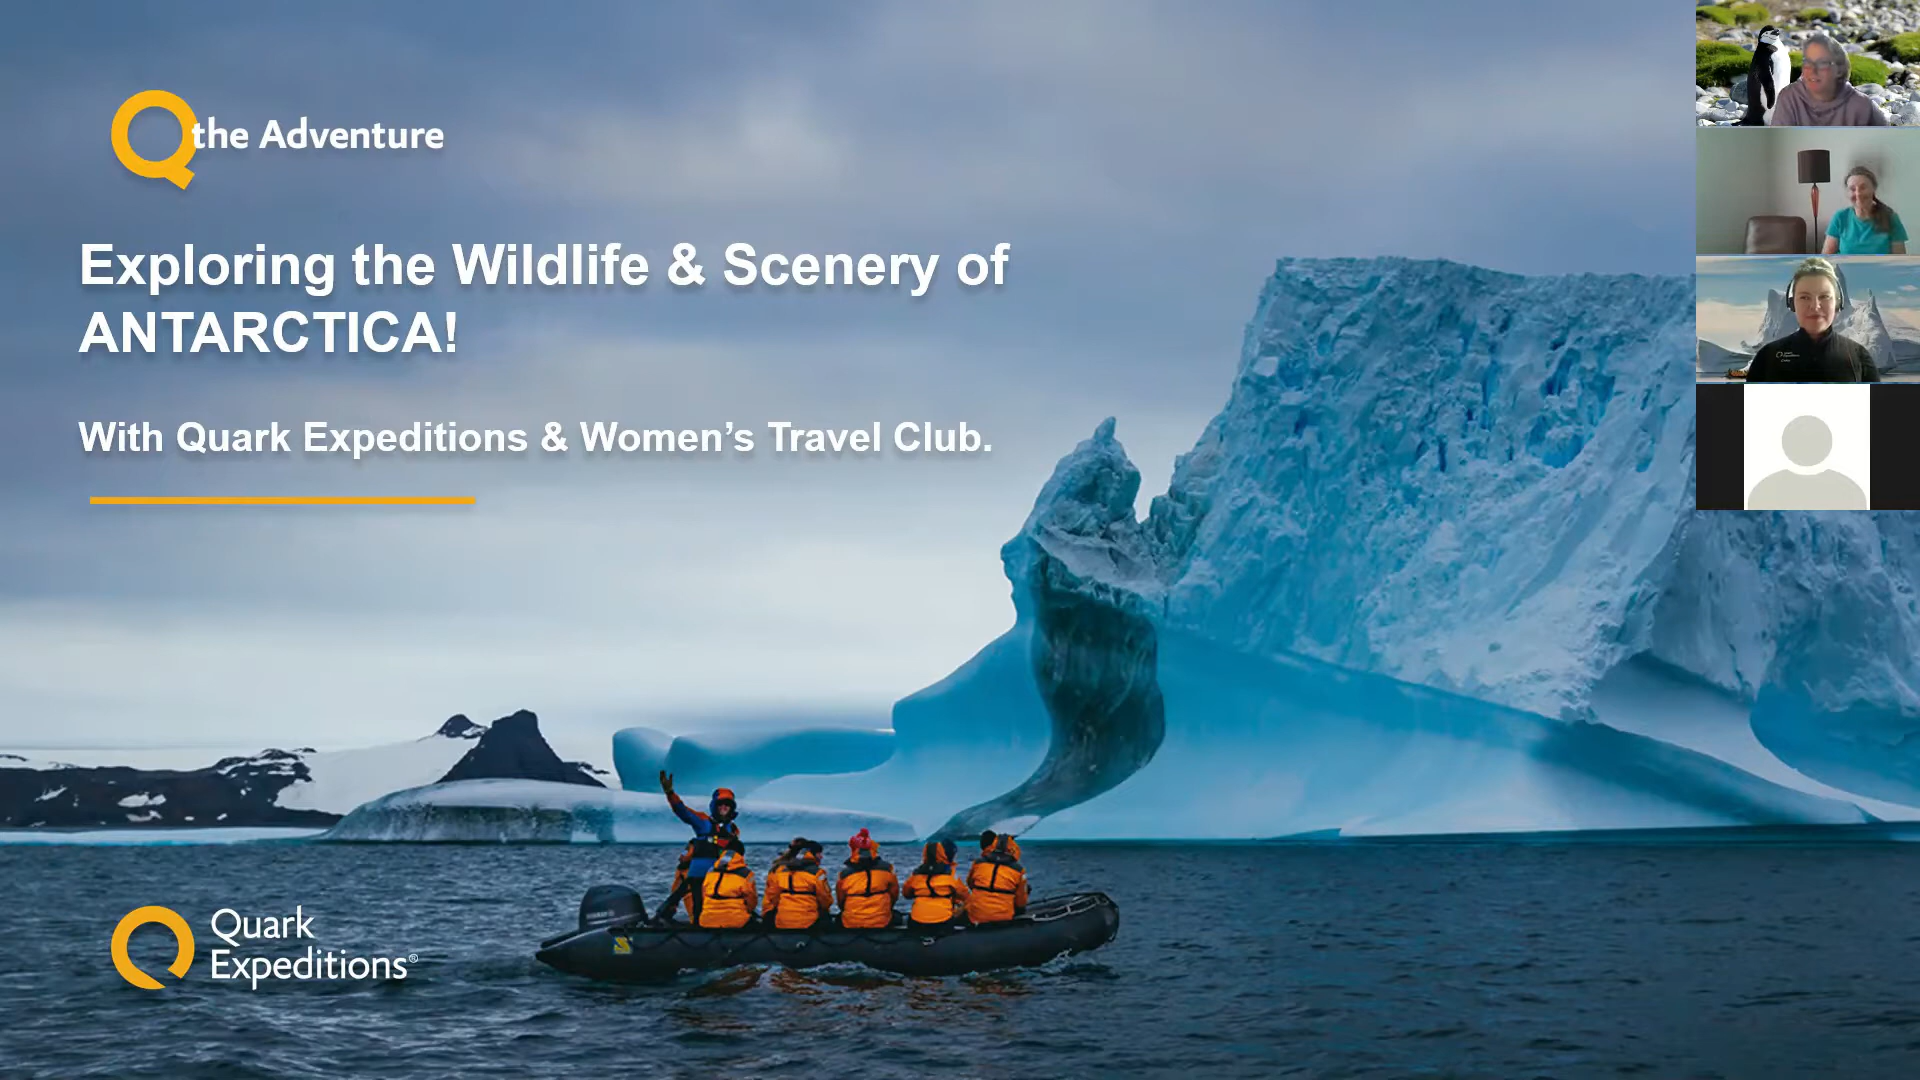 the Adventure
Exploring the Wildlife & Scenery of
ANTARCTICA!
With Quark Expeditions & Women’s Travel Club.
Quark
Expeditions®